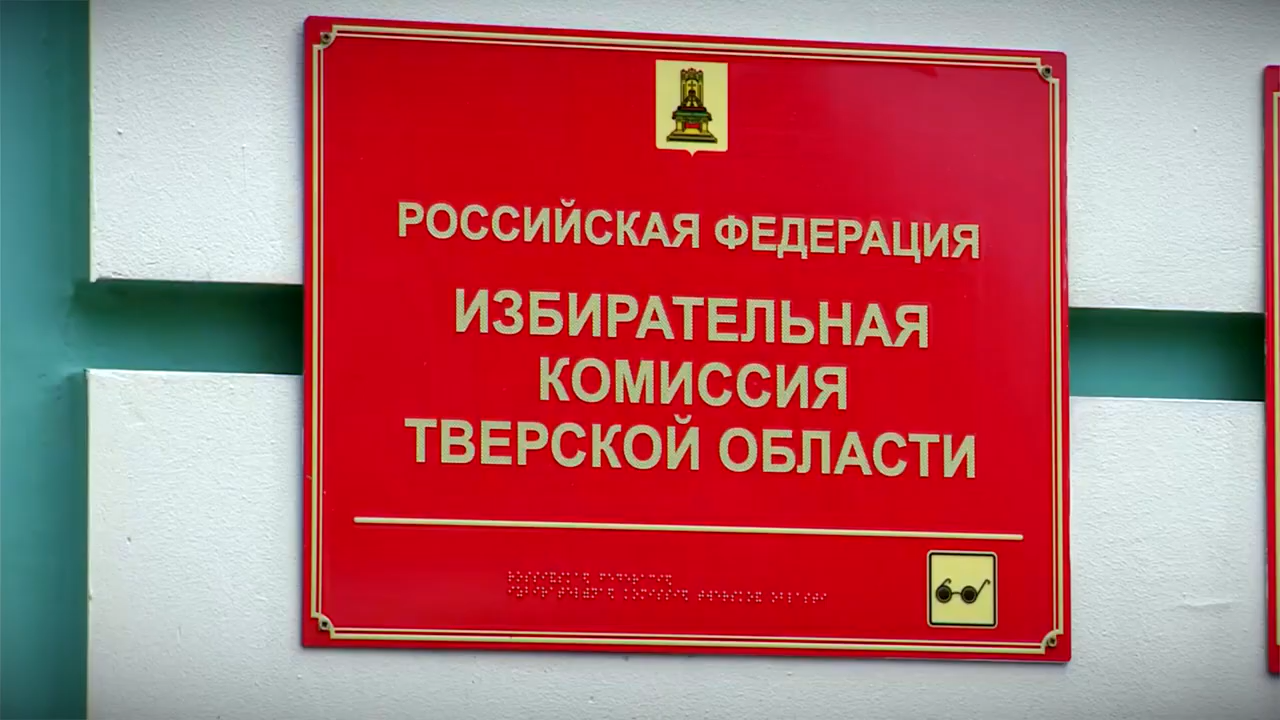 РОССИЙСКАЯ ФЕДЕРАЦИЯ
ИЗБИРАТЕЛЬНАЯ
КОМИССИЯ
ТВЕРСКОЙ ОБЛАСТИ